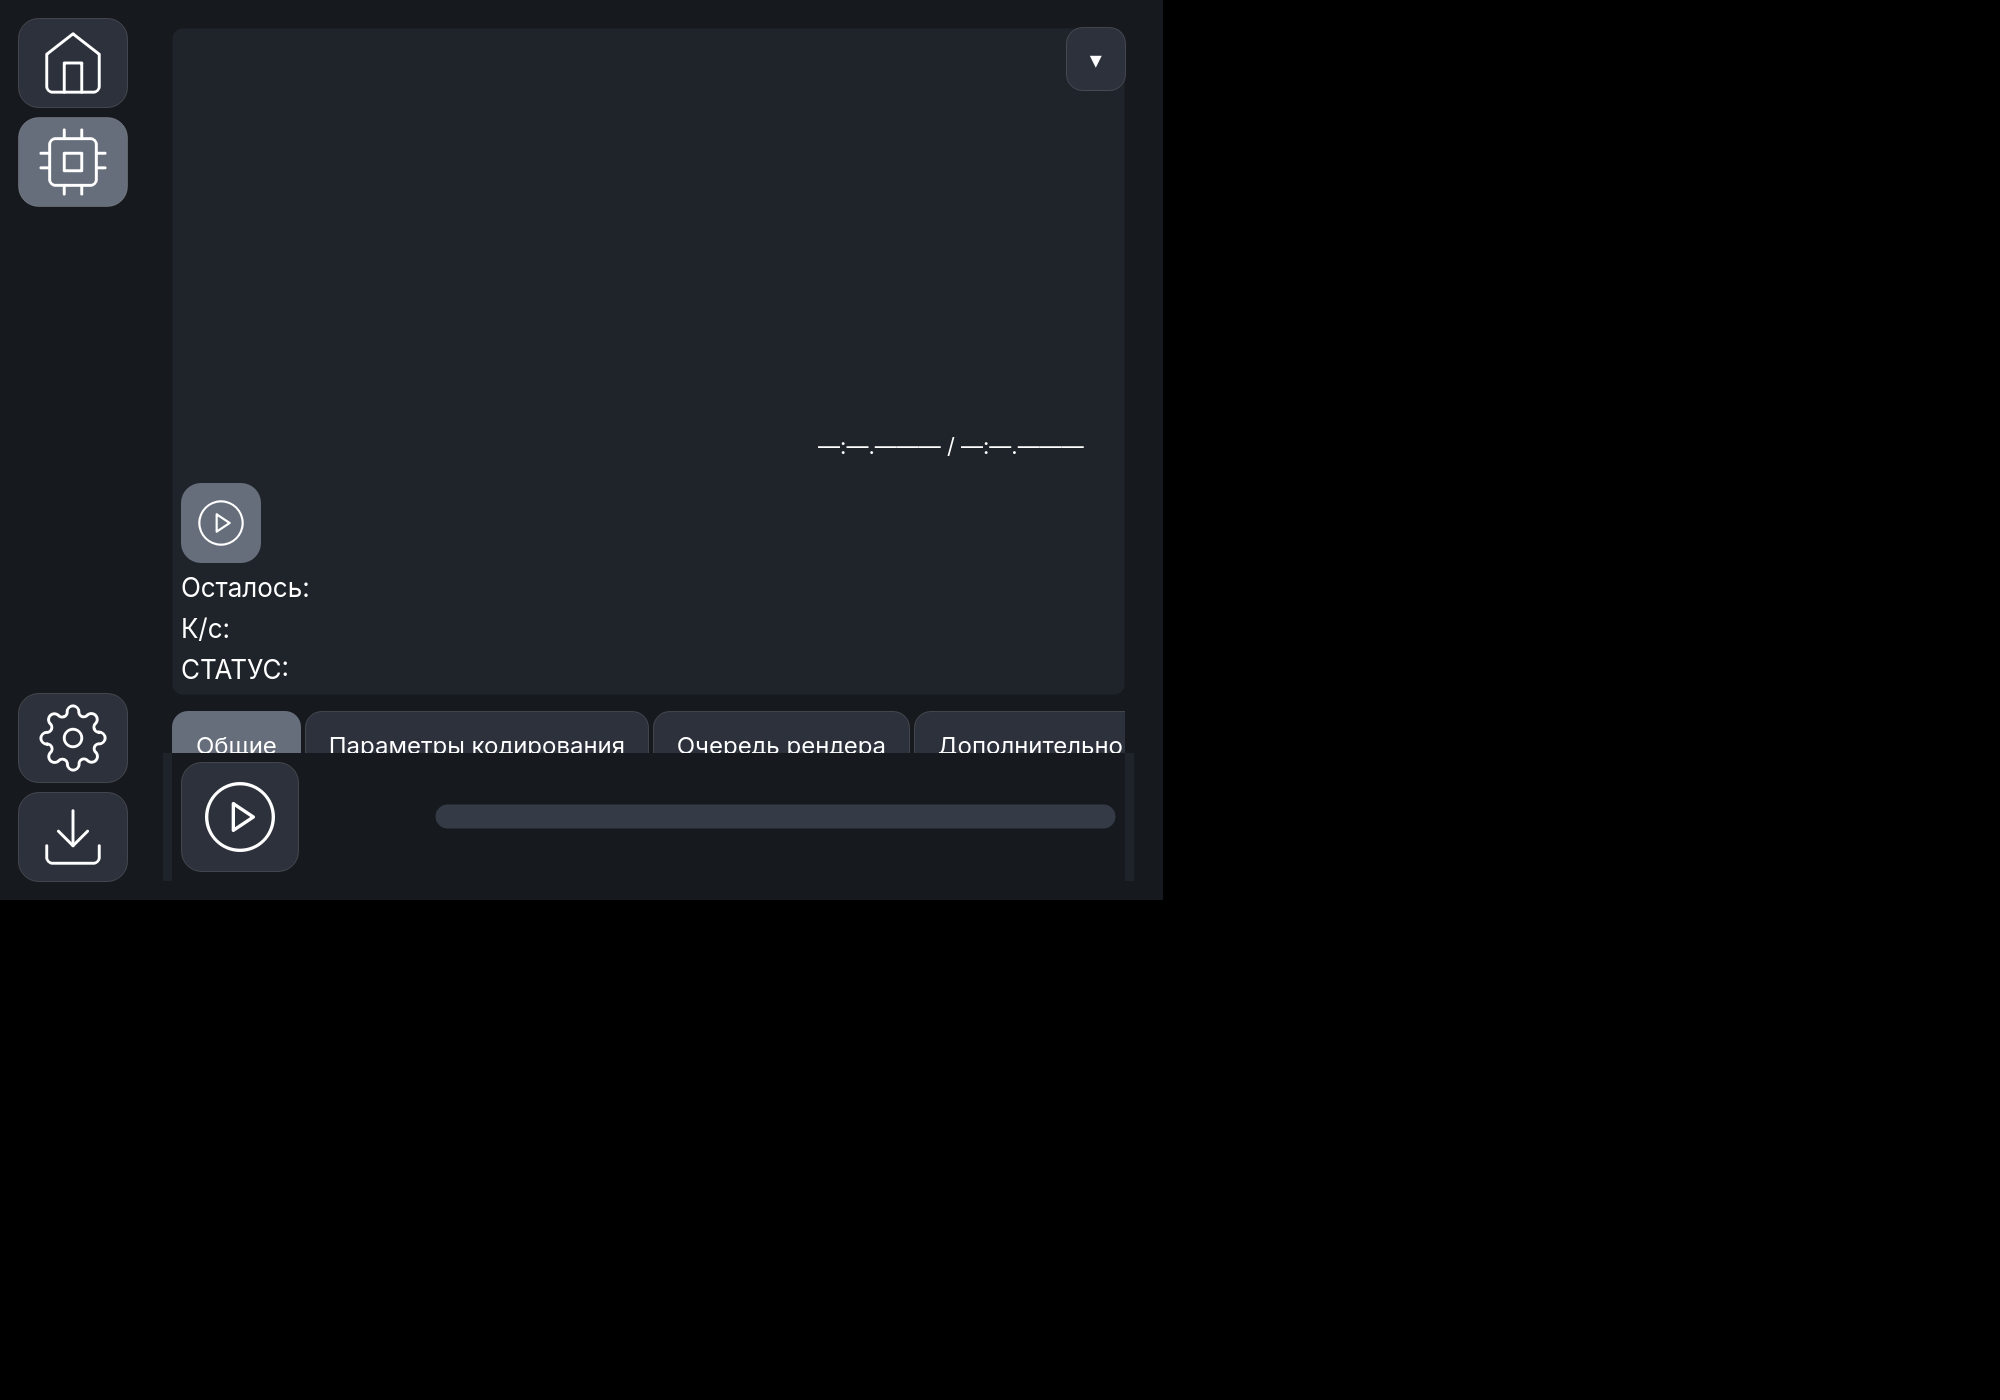 ▼
—:—.——— / —:—.———
Осталось:
К/с:
СТАТУС:
Общие
Параметры кодирования
Очередь рендера
Дополнительно